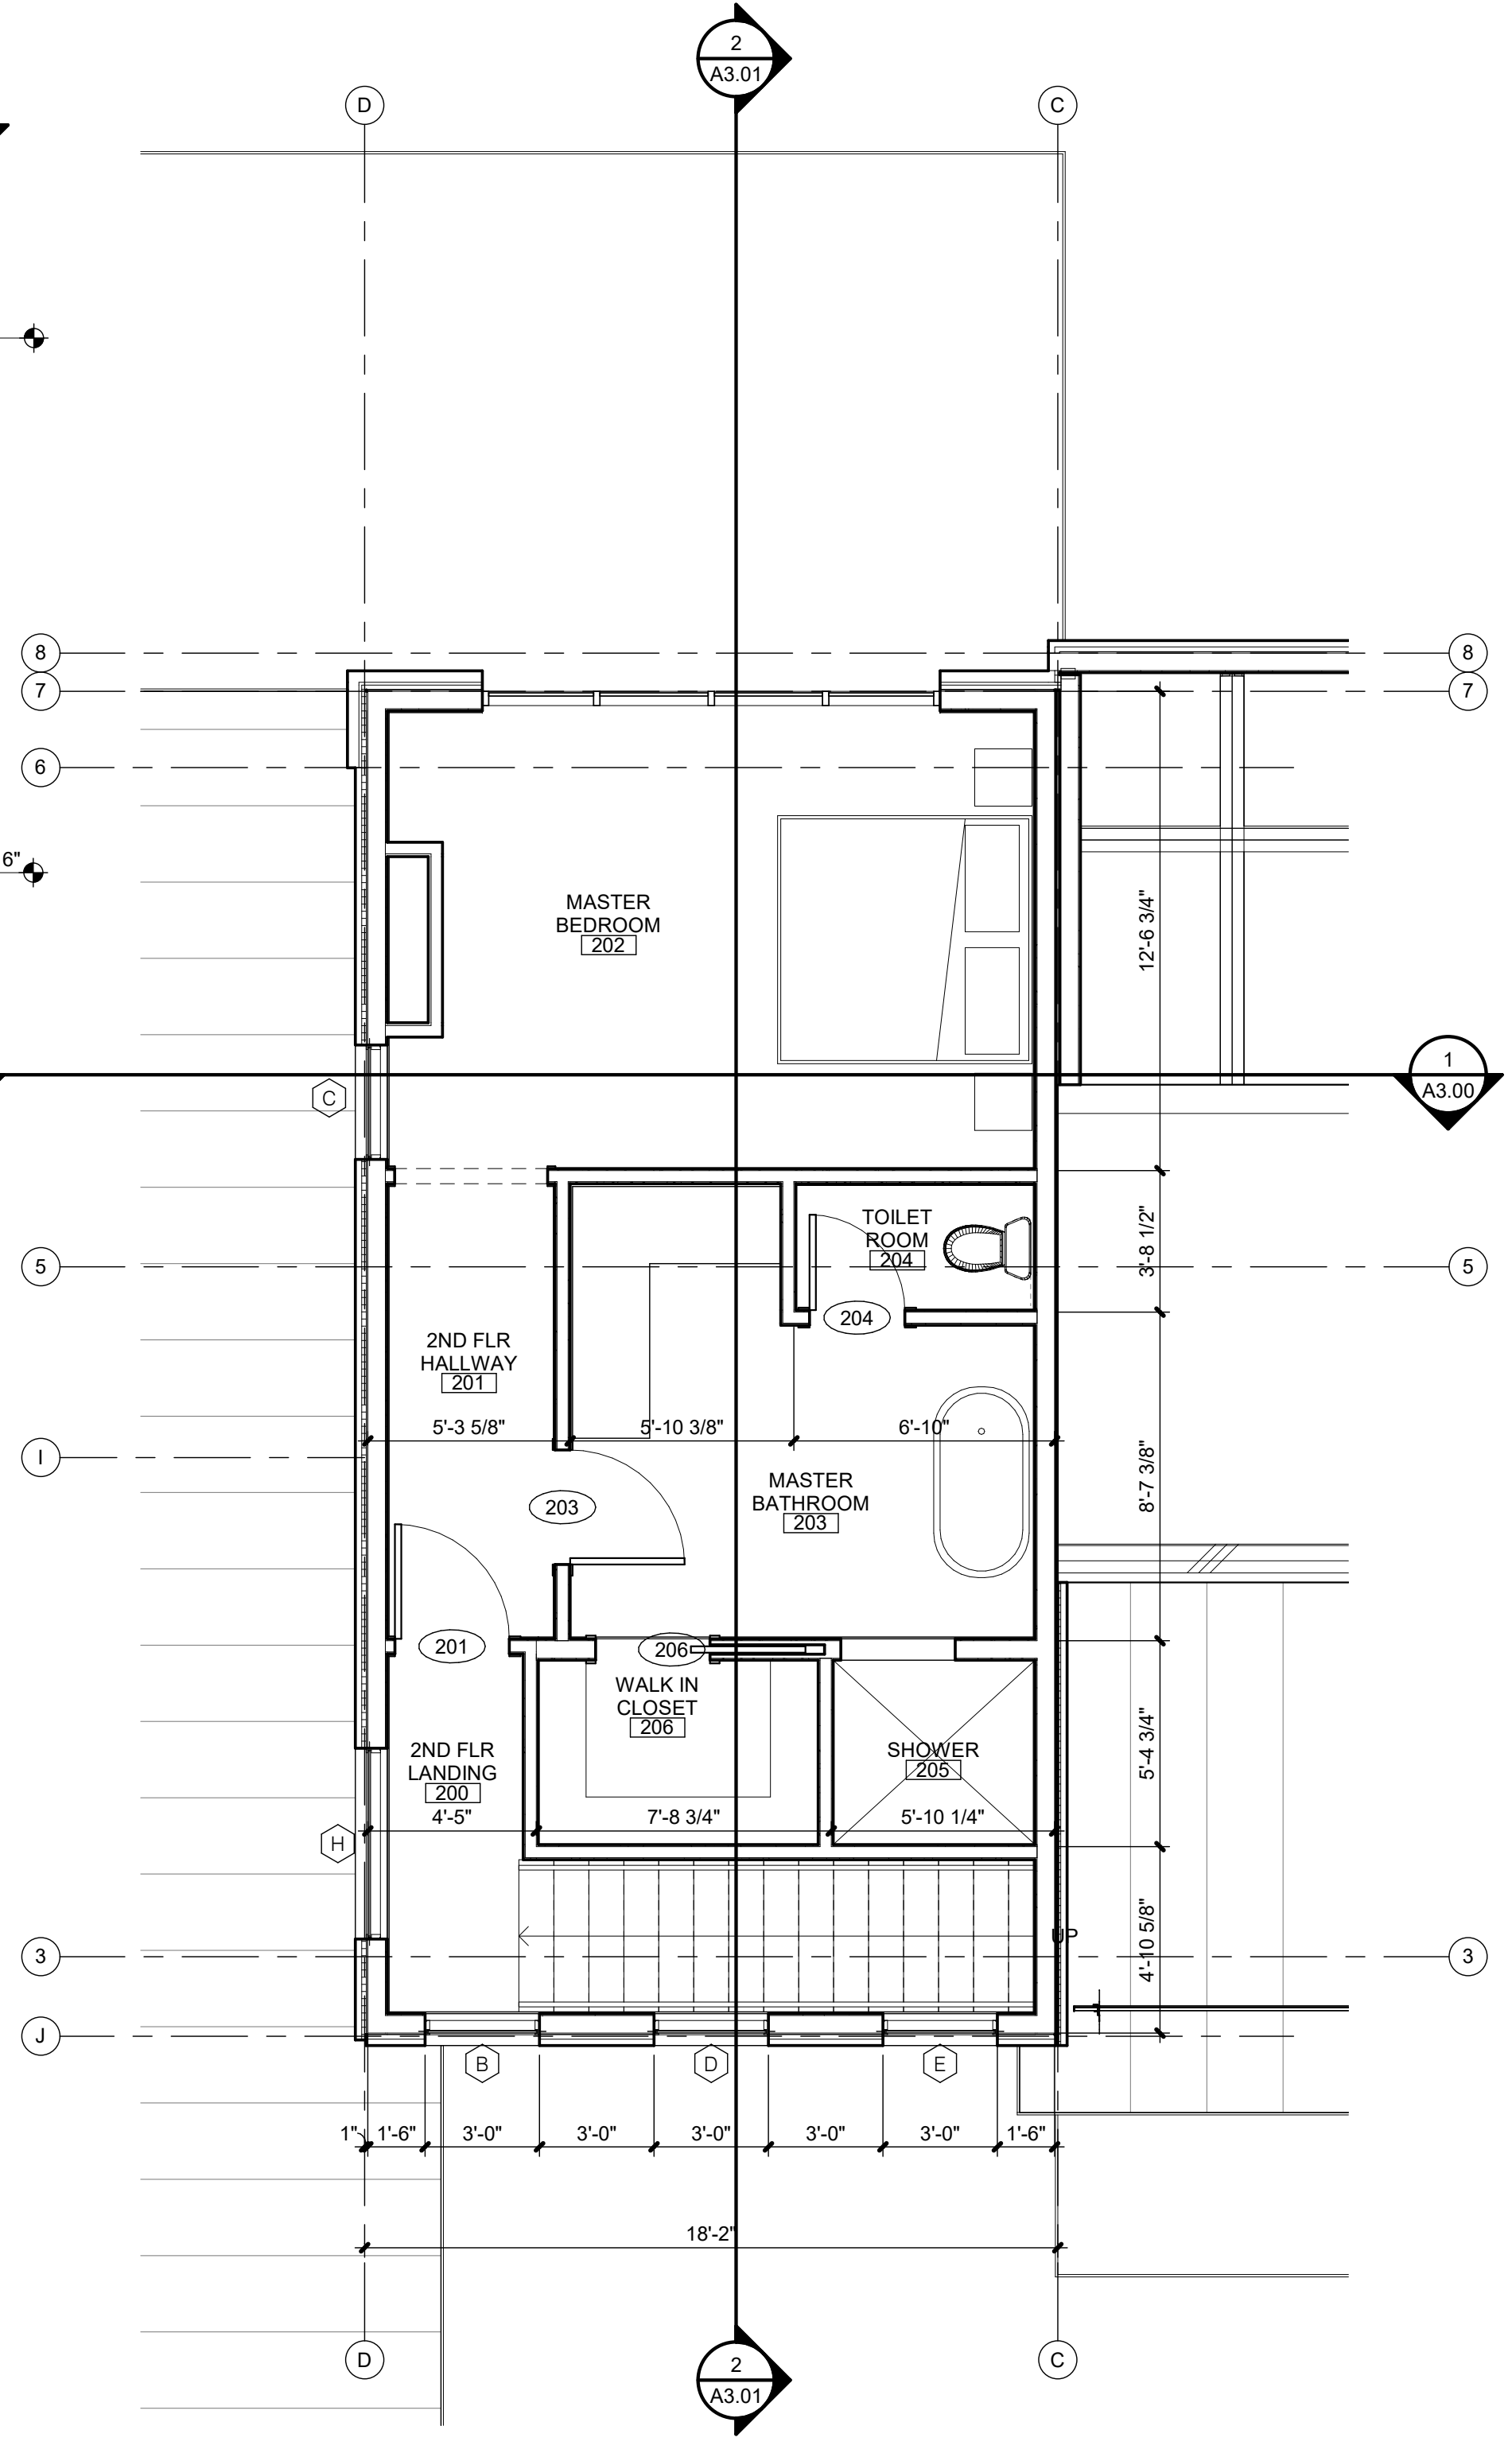 2
A3.01
D
C
8
8
7
7
6
6"
MASTER
BEDROOM
202
12'-6 3/4"
1
A3.00
C
TOILET
ROOM
204
3'-8 1/2"
5
5
204
2ND FLR
HALLWAY
201
5'-3 5/8"
5'-10 3/8"
6'-10"
I
MASTER
BATHROOM
203
8'-7 3/8"
203
201
206
WALK IN
CLOSET
206
2ND FLR
LANDING
200
SHOWER
205
5'-4 3/4"
4'-5"
7'-8 3/4"
5'-10 1/4"
H
UP
4'-10 5/8"
3
3
J
B
D
E
1"
1'-6"
3'-0"
3'-0"
3'-0"
3'-0"
3'-0"
1'-6"
18'-2"
D
2
A3.01
C